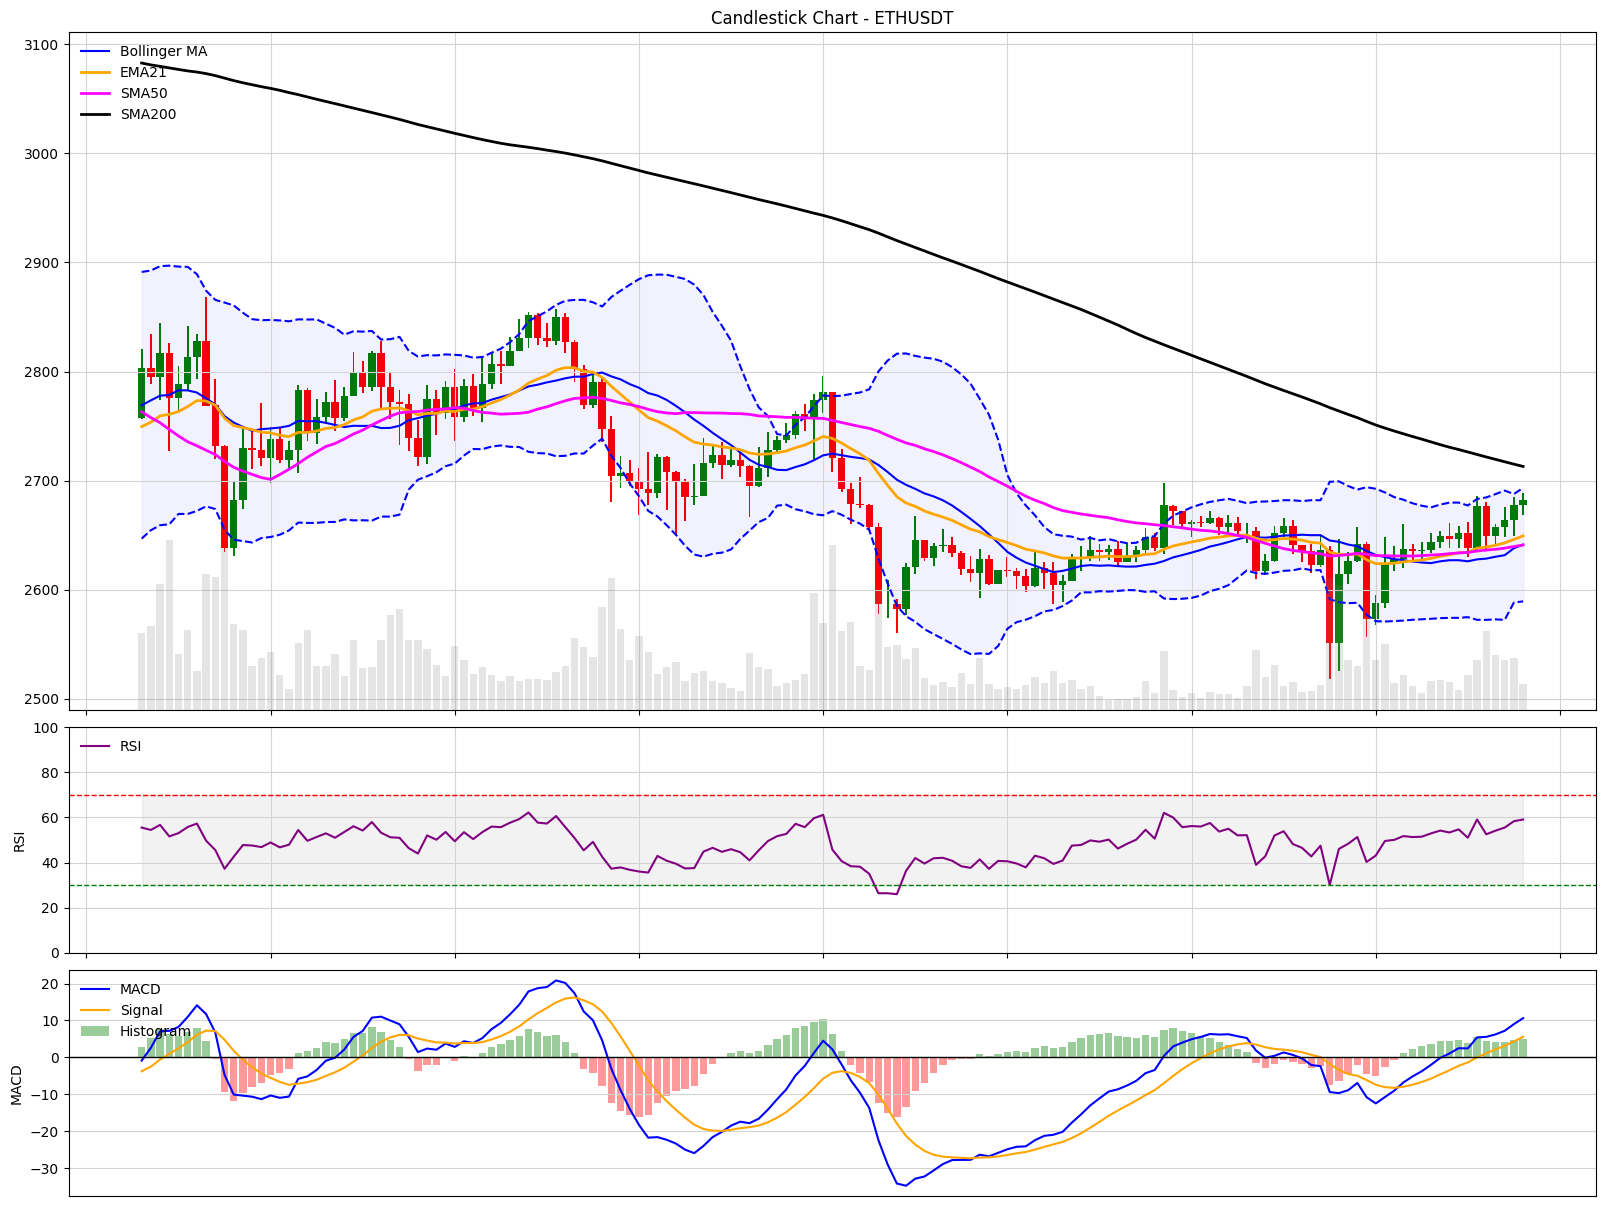 Candlestick Chart - ETHUSDT
3100
3000
2900
2800
2700
2600
2500
Bollinger MA
EMA21
SMA50
SMA200
RSI
100
80
60
40
20
0
RSI
MACD
20
10
0
−10
−20
−30
MACD
Signal
Histogram